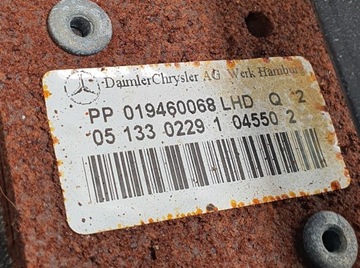 DaimlerChrysler AG Werk Hamburg
PP 019460068 LHD Q 2
05 133 0229 1 04550 2